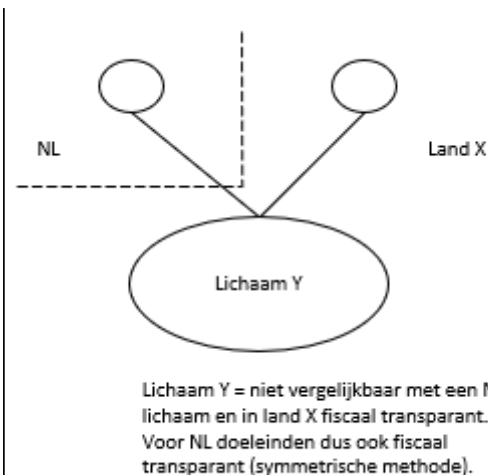 NL
Land X
Lichaam Y
Lichaam Y = niet vergelijkbaar met een
lichaam en in land X fiscaal transparant.
Voor NL doeleinden dus ook fiscaal
transparant (symmetrische methode).